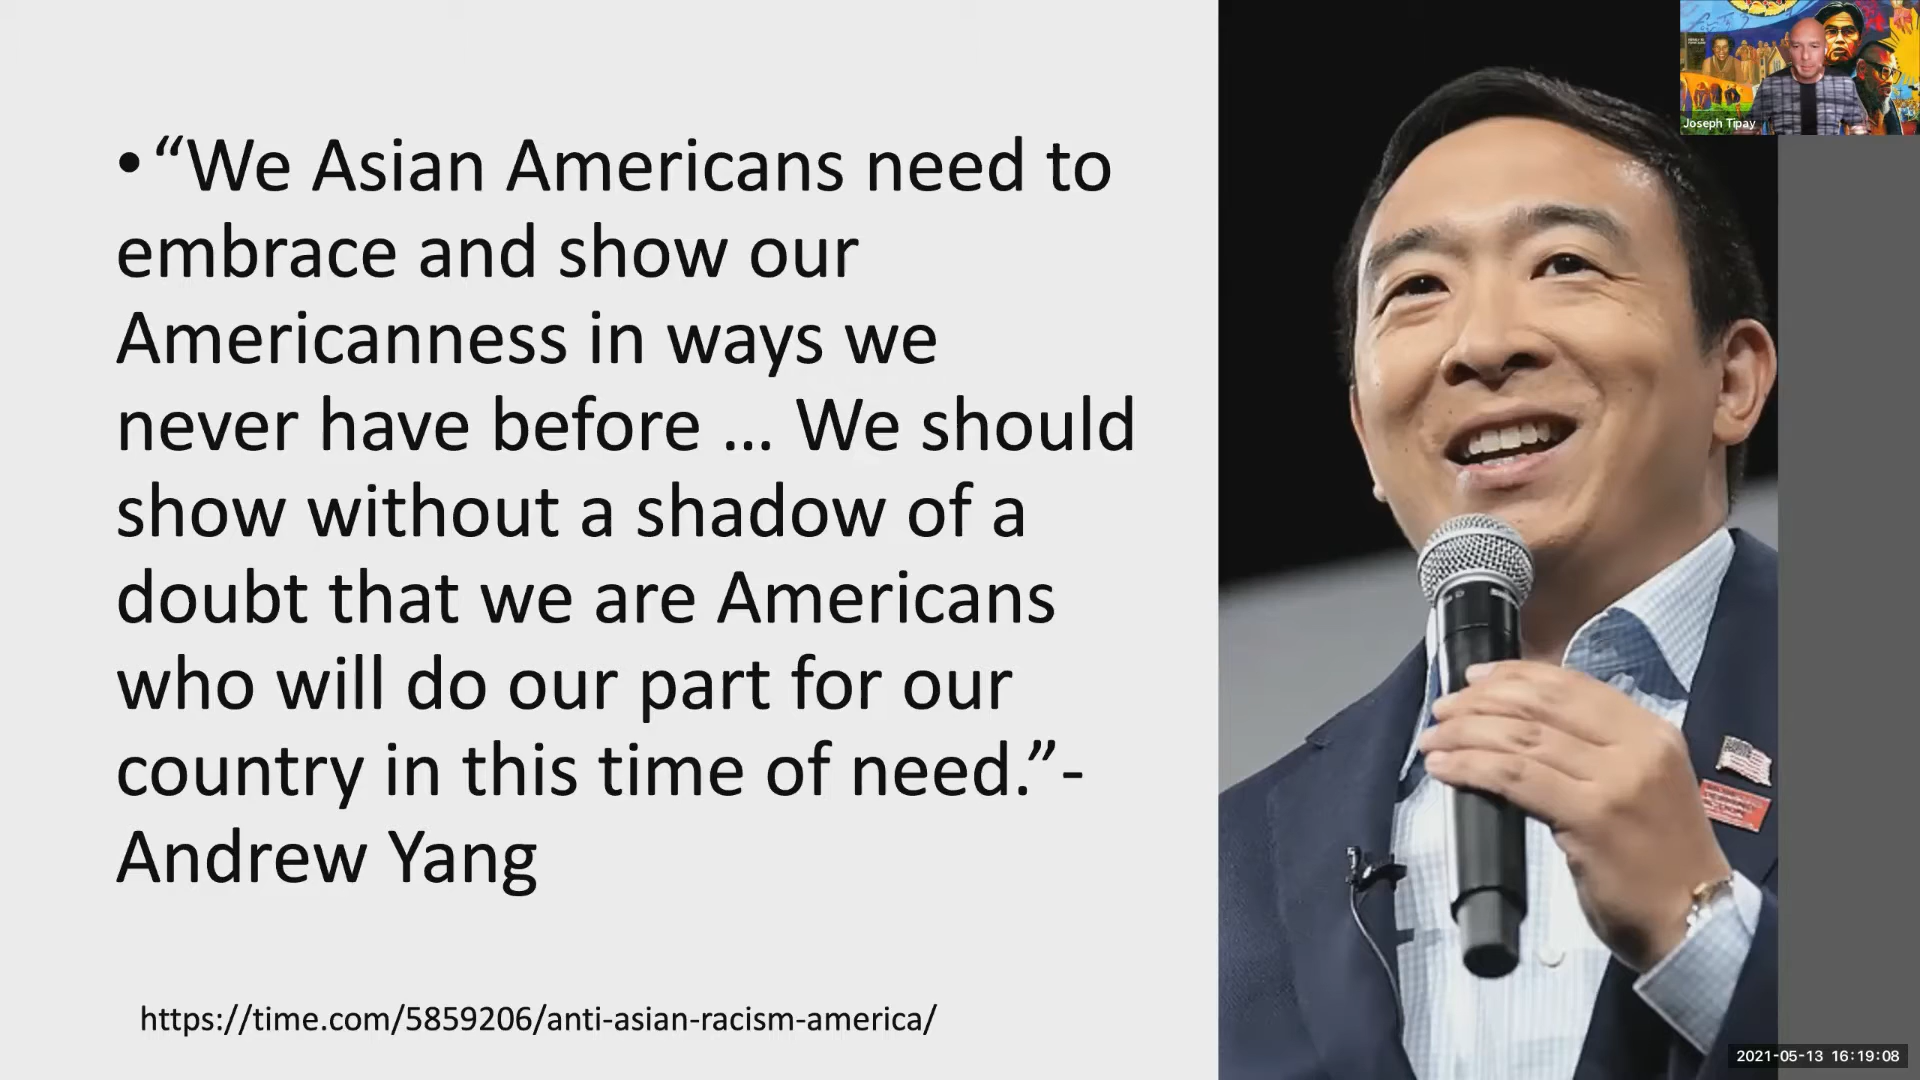 • “We Asian Americans need to
embrace and show our
Americanness in ways we
never have before ... We should
show without a shadow of a
doubt that we are Americans
who will do our part for our
country in this time of need.”-
Andrew Yang
https://time.com/5859206/anti-asian-racism-america/
Joseph Tipay
2021-05-13 16:19:08